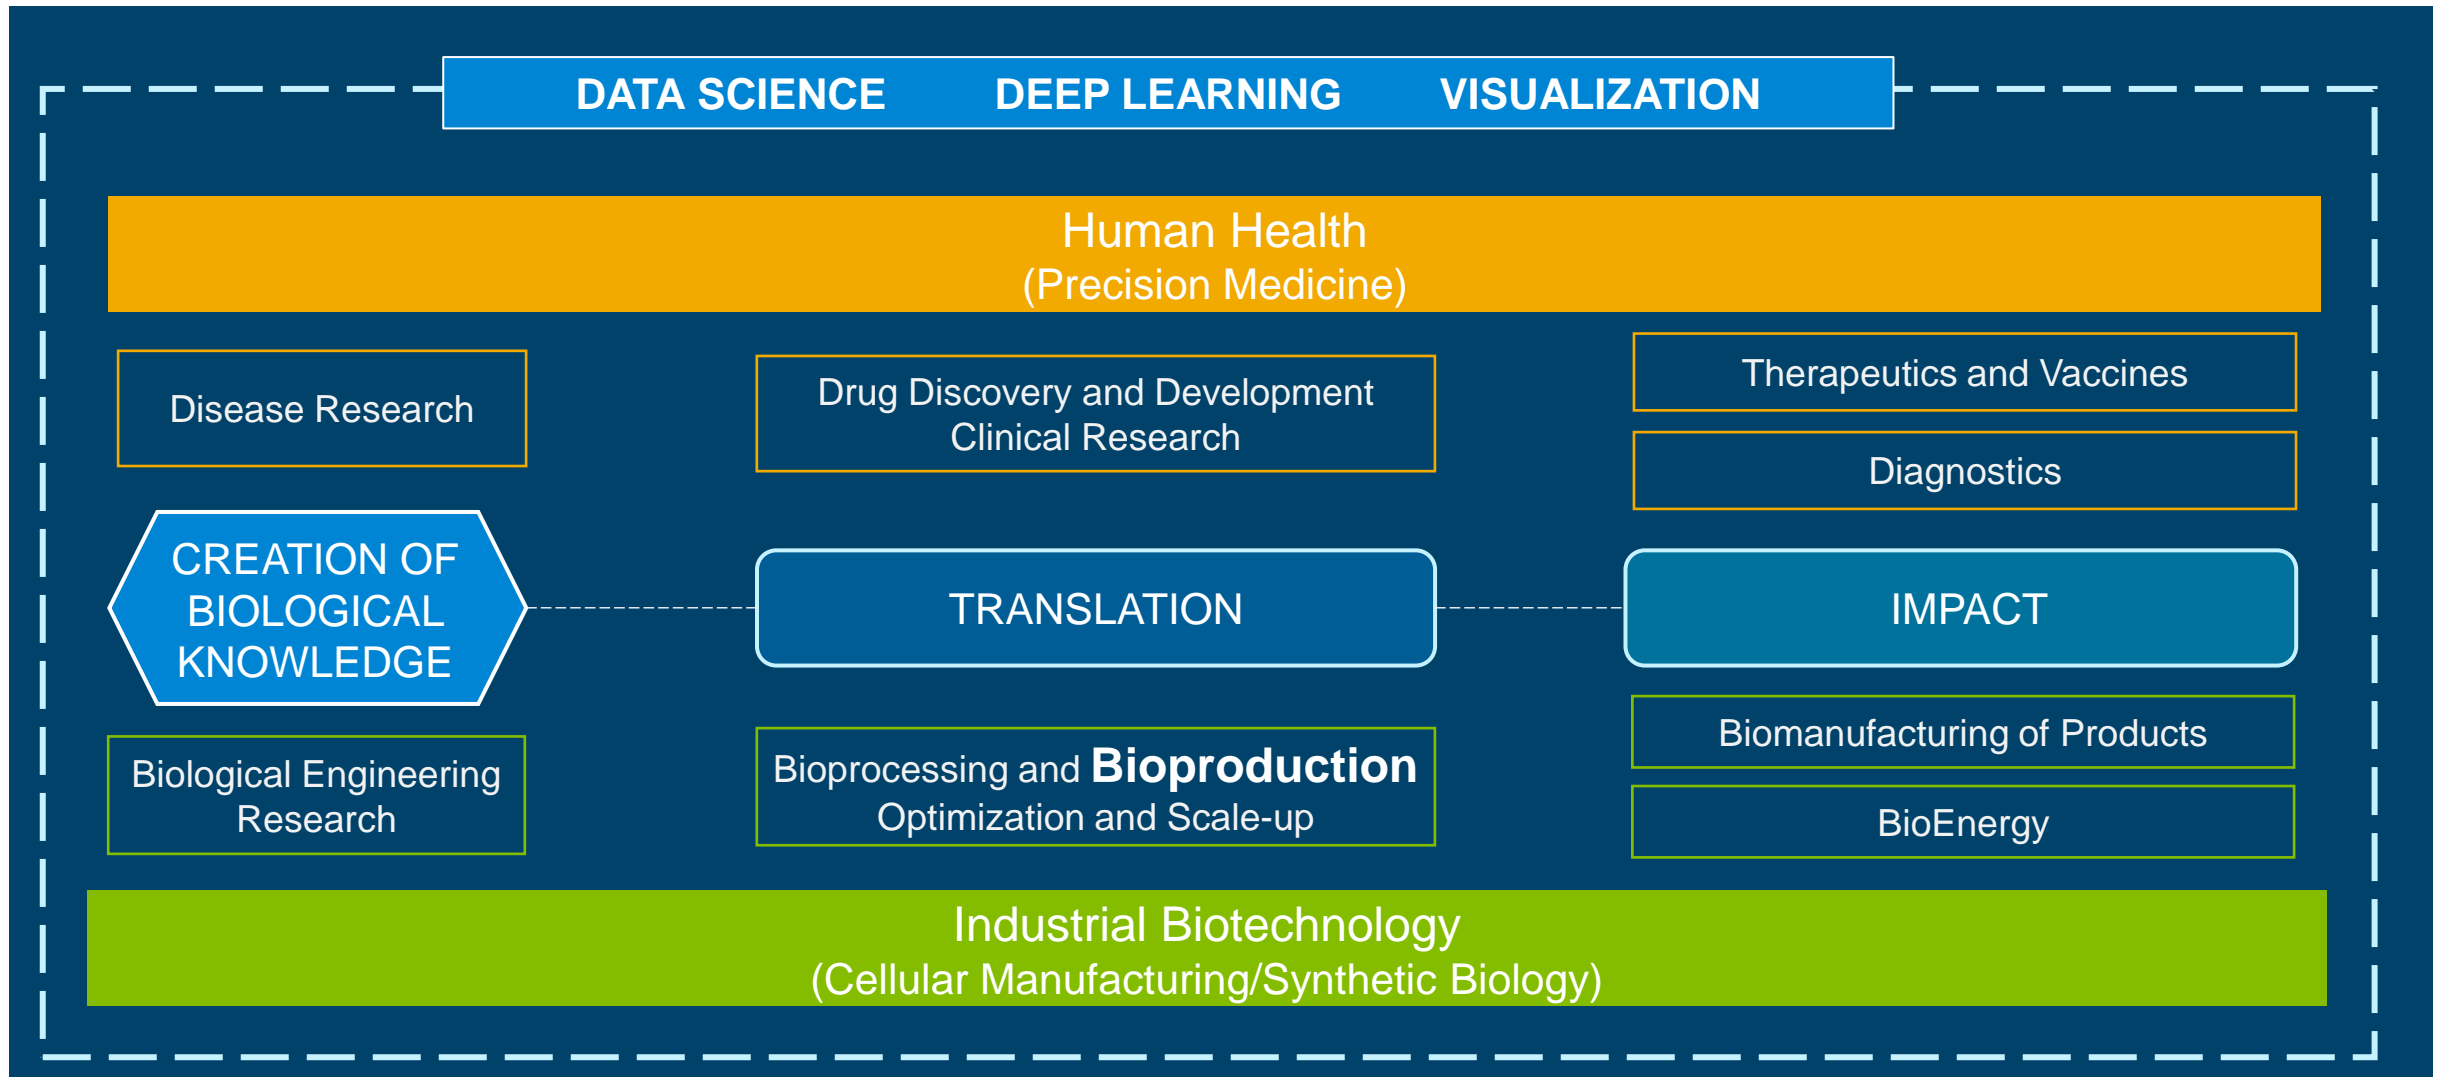 DATA SCIENCE DEEP LEARNING VISUALIZATION
Human Health
(Precision Medicine)
Disease Research
Drug Discovery and Development
Clinical Research
Therapeutics and Vaccines
Diagnostics
CREATION OF
BIOLOGICAL
KNOWLEDGE
TRANSLATION
IMPACT
Biological Engineering
Research
Bioprocessing and Bioproduction
Optimization and Scale-up
Biomanufacturing of Products
BioEnergy
Industrial Biotechnology
(Cellular Manufacturing/Synthetic Biology)